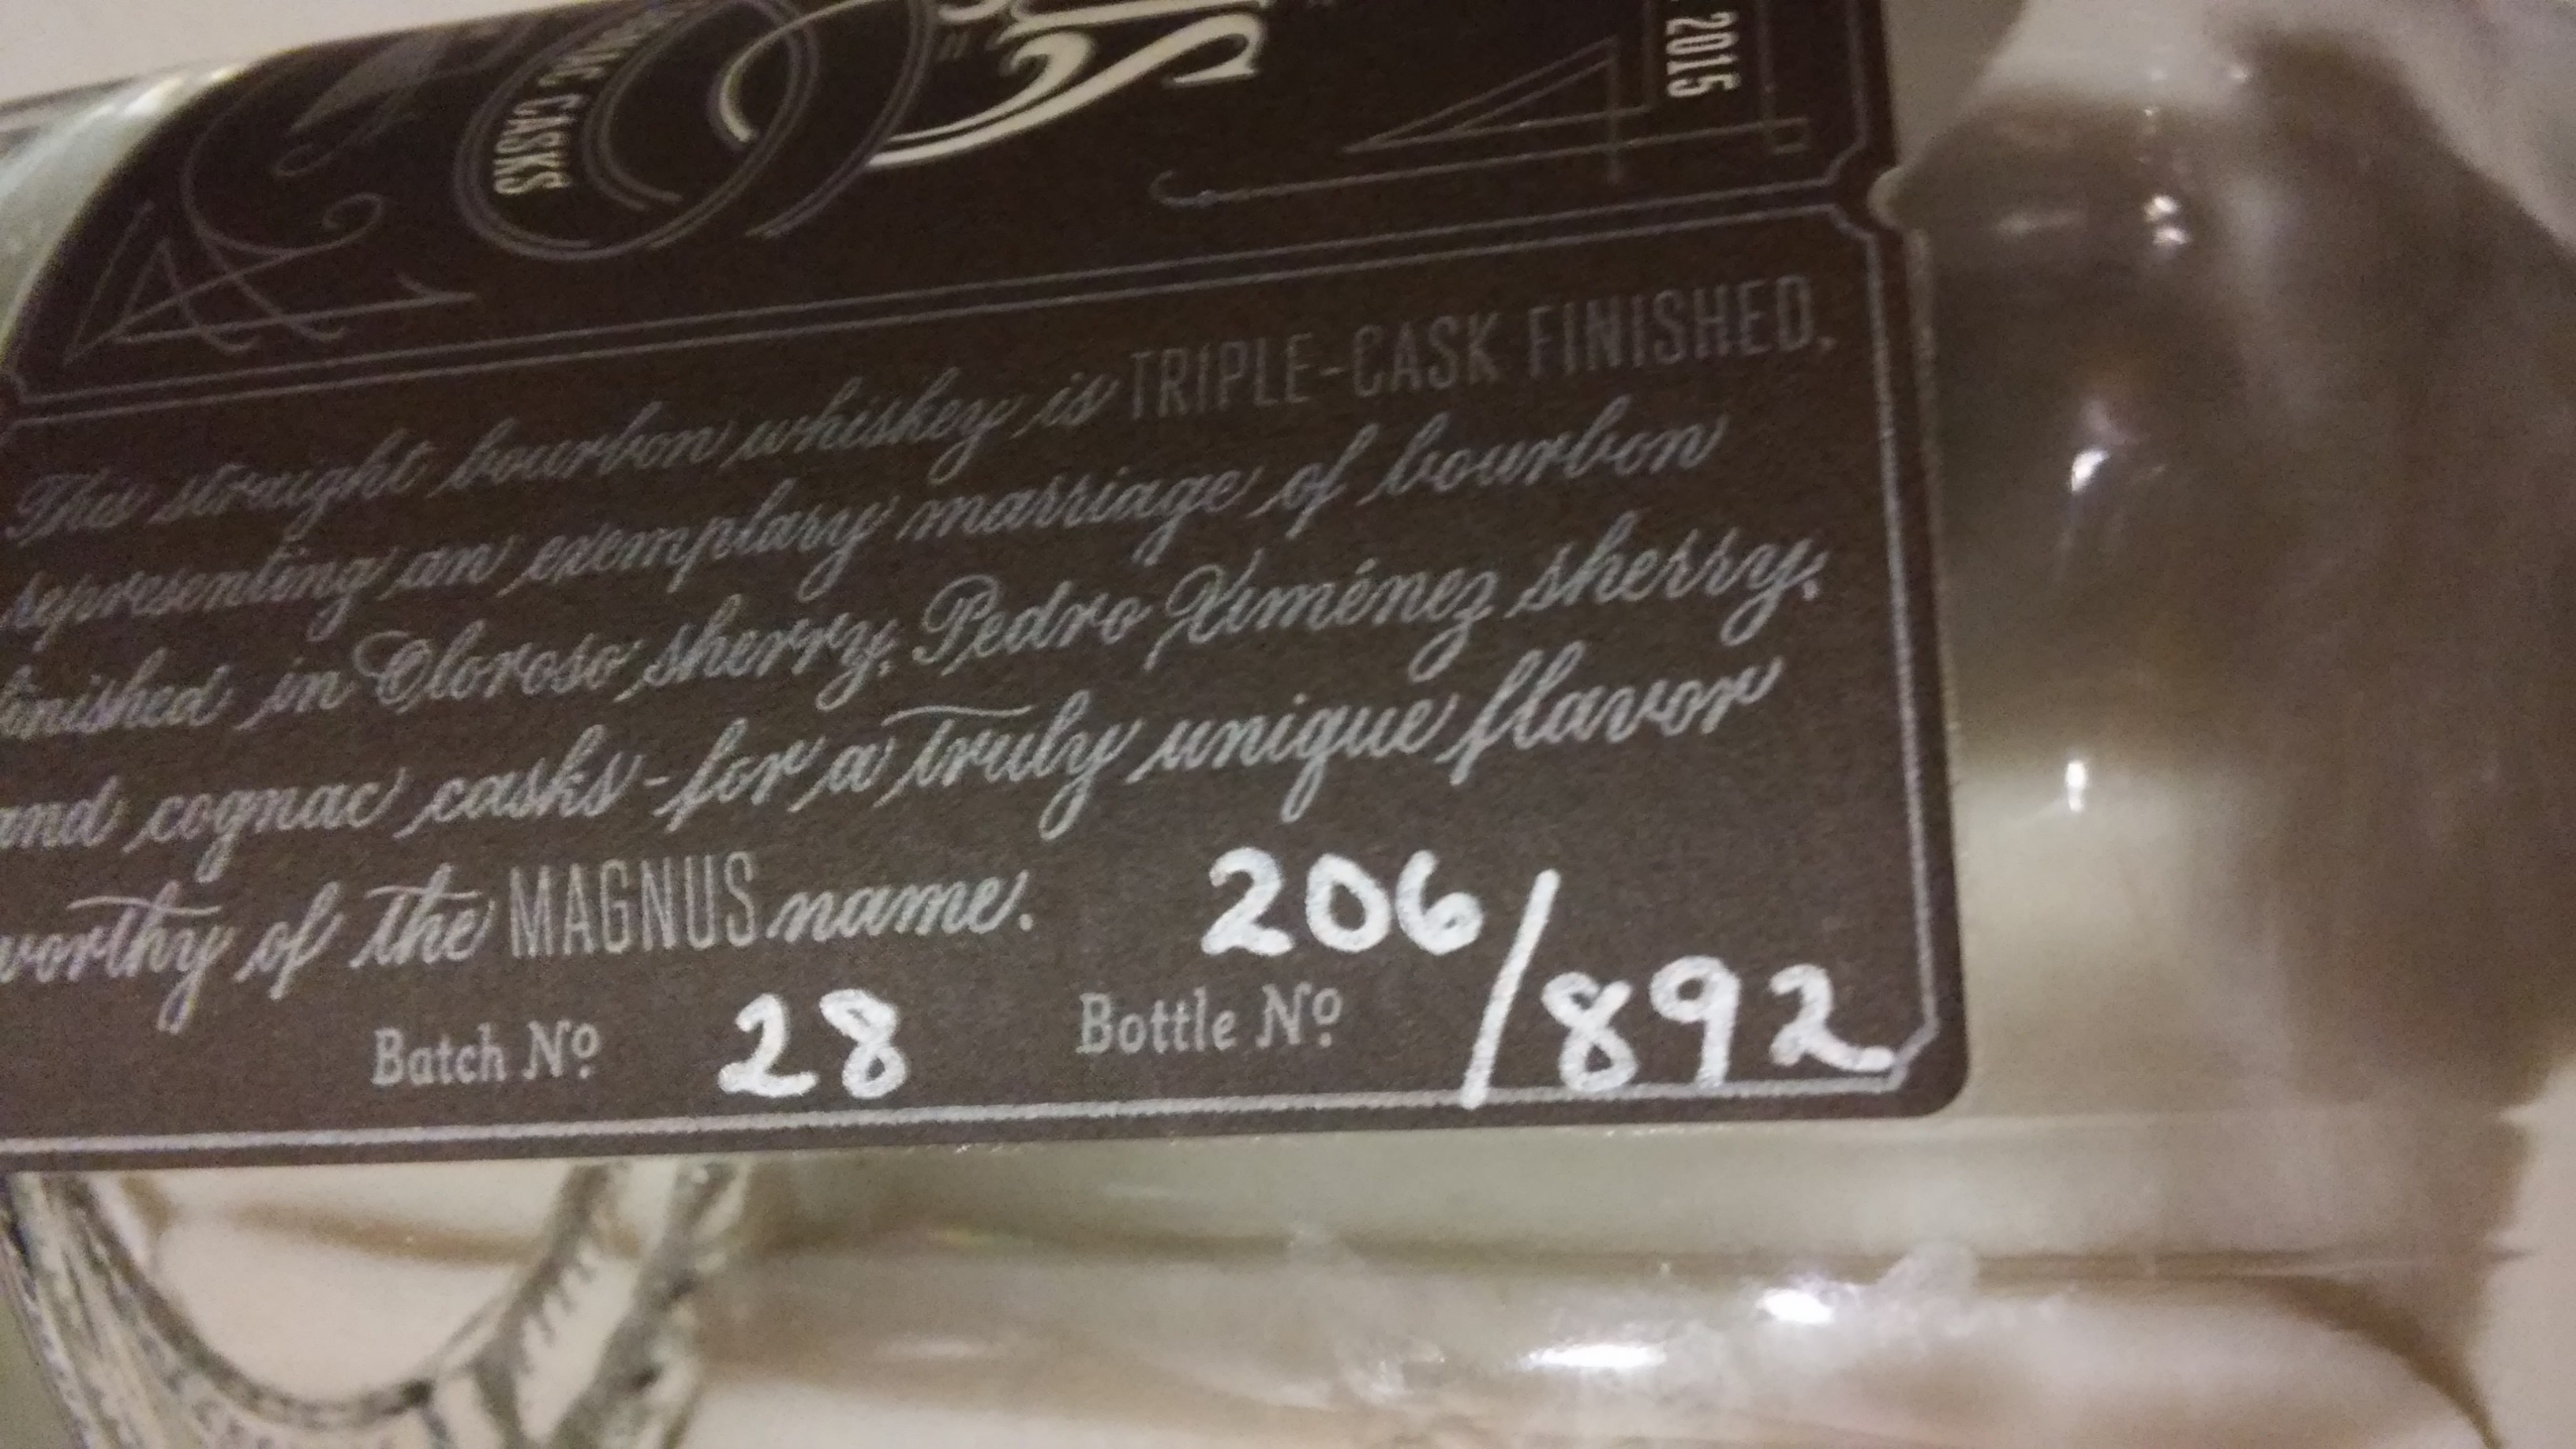 CASKS
2015
This straight bourbon whiskey is TRIPLE-CASK FINISHED,
representing an exemplary marriage of bourbon
finished in Oloroso sherry, Pedro Ximénez sherry,
and cognac casks-for a truly unique flavor
worthy of the MAGNUS name.
206
Batch Nº 28 Bottle Nº /892